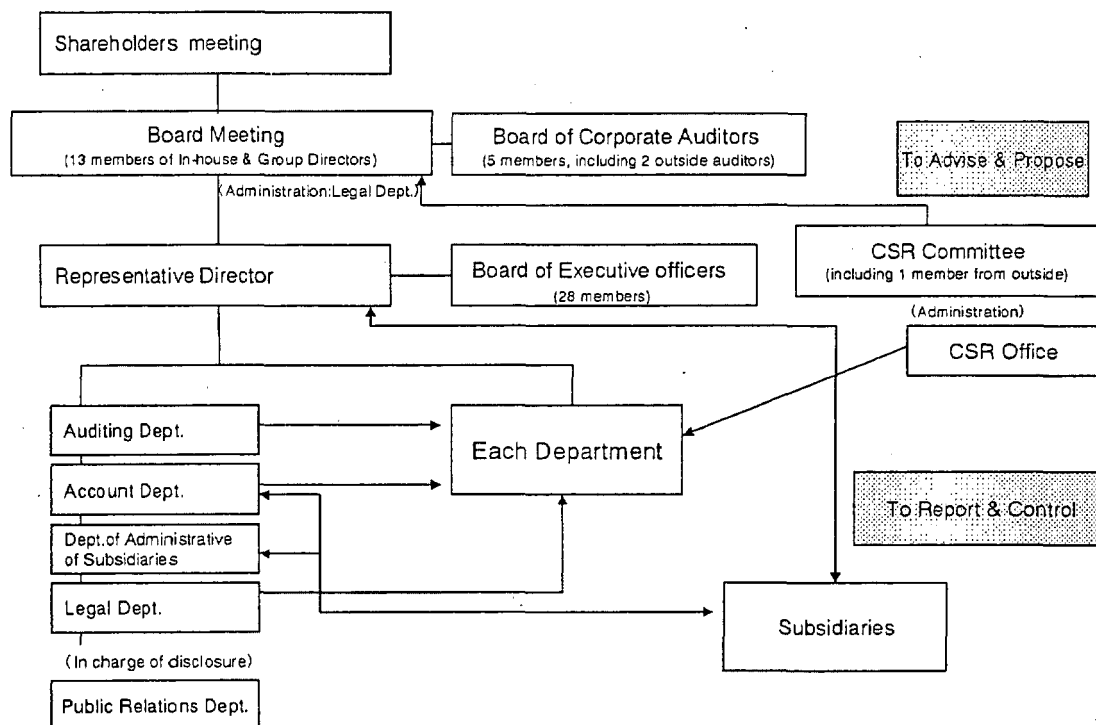 Shareholders meeting
Board Meeting
(13 members of In-house & Group Directors)
Board of Corporate Auditors
(5 members, including 2 outside auditors)
To Advise & Propose
(Administration:Legal Dept.)
CSR Committee
(including 1 member from outside)
Representative Director
Board of Executive officers
(28 members)
(Administration)
CSR Office
Auditing Dept.
Each Department
Account Dept.
To Report & Control
Dept.of Administrative
of Subsidiaries
Legal Dept.
Subsidiaries
(In charge of disclosure)
Public Relations Dept.